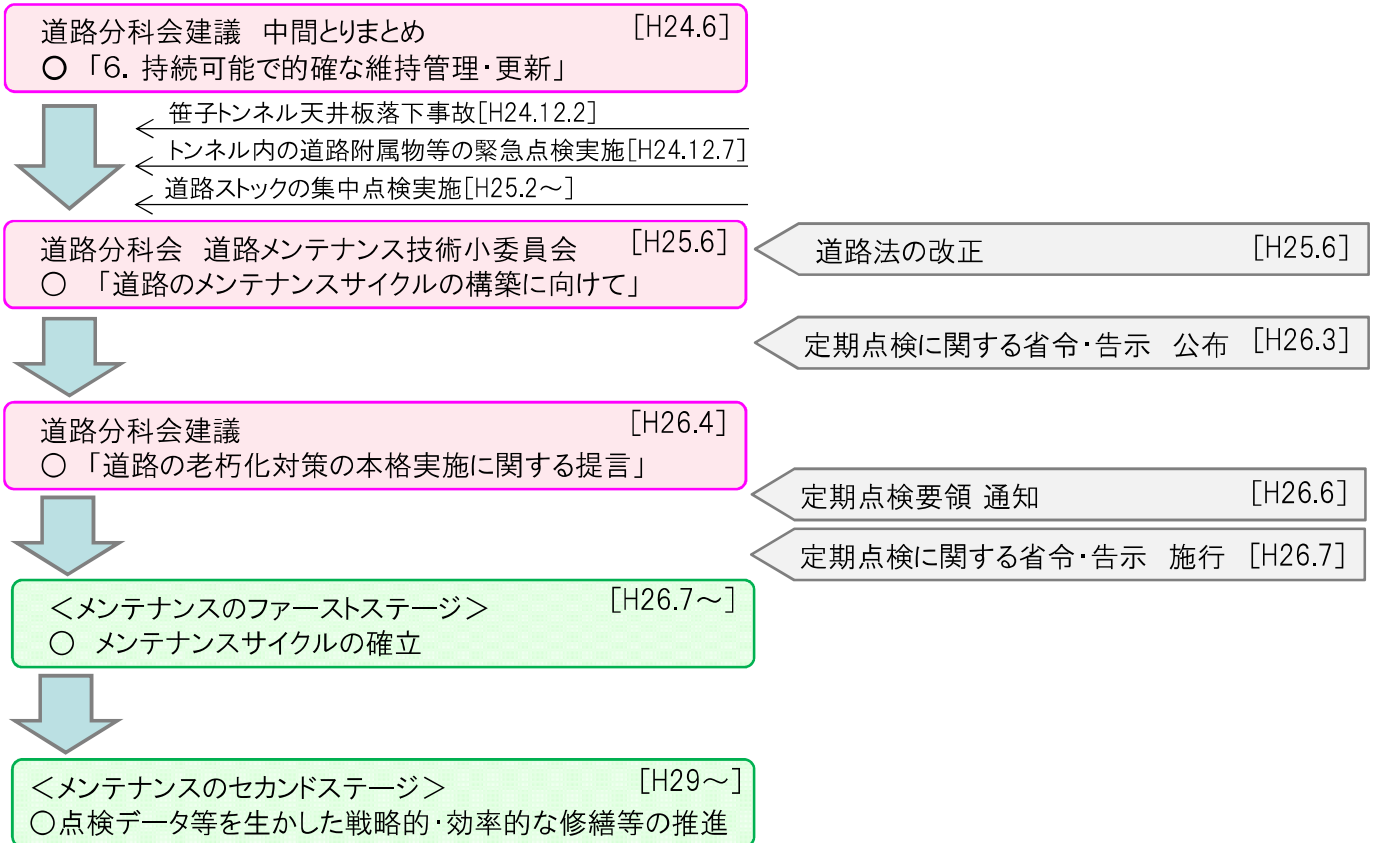 道路分科会建議 中間とりまとめ [H24.6]
○ 「6. 持続可能で的確な維持管理・更新」
笹子トンネル天井板落下事故[H24.12.2]
トンネル内の道路附属物等の緊急点検実施[H24.12.7]
道路ストックの集中点検実施[H25.2～]
道路分科会 道路メンテナンス技術小委員会 [H25.6]
○ 「道路のメンテナンスサイクルの構築に向けて」
道路法の改正 [H25.6]
定期点検に関する省令・告示 公布 [H26.3]
道路分科会建議 [H26.4]
○ 「道路の老朽化対策の本格実施に関する提言」
定期点検要領 通知 [H26.6]
定期点検に関する省令・告示 施行 [H26.7]
＜メンテナンスのファーストステージ＞ [H26.7～]
○ メンテナンスサイクルの確立
＜メンテナンスのセカンドステージ＞ [H29～]
○点検データ等を生かした戦略的・効率的な修繕等の推進